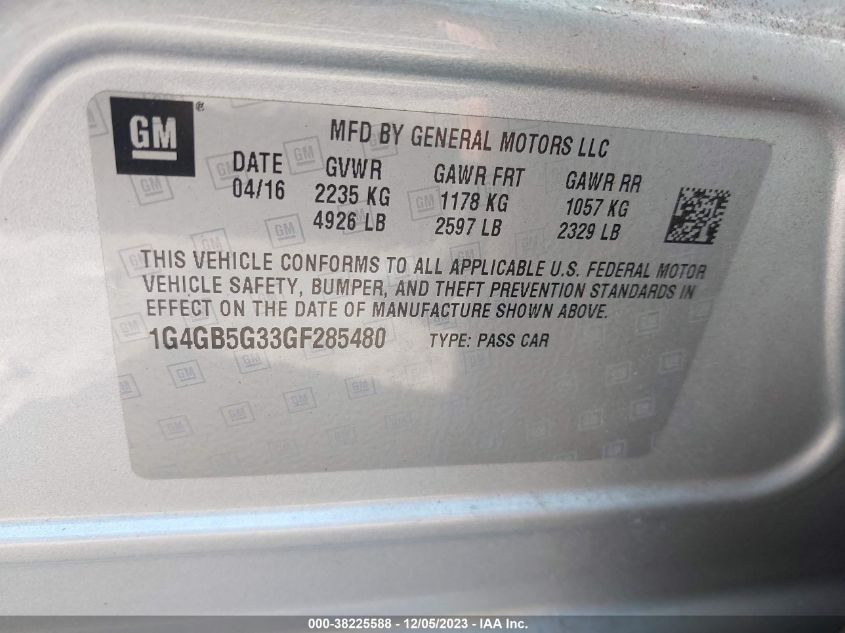 GM ®
MFD BY GENERAL MOTORS LLC
DATE GVWR GAWR FRT GAWR RR
04/16 2235 KG 1178 KG 1057 KG
4926 LB 2597 LB 2329 LB
THIS VEHICLE CONFORMS TO ALL APPLICABLE U.S. FEDERAL MOTOR
VEHICLE SAFETY, BUMPER, AND THEFT PREVENTION STANDARDS IN
EFFECT ON THE DATE OF MANUFACTURE SHOWN ABOVE.
1G4GB5G33GF285480 TYPE: PASS CAR
000-38225588 - 12/05/2023 - IAA Inc.